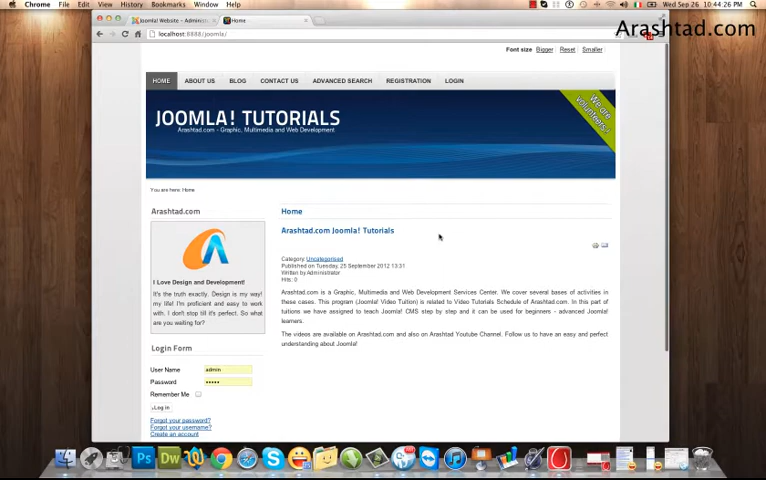 Chrome File Edit View History Bookmarks Window Help Wed Sep 26 10:44:26 AM
Arashtad.com
Joomla! Website - Administr Home
localhost:8888/joomla/
Font size Bigger Reset Smaller
HOME ABOUT US BLOG CONTACT US ADVANCED SEARCH REGISTRATION LOGIN
JOOMLA! TUTORIALS
Arashtad.com - Graphic, Multimedia and Web Development
We are volunteers!
You are here: Home
Arashtad.com
I Love Design and Development!
It's the truth exactly. Design is my way!
my life! I'm proficient and easy to work
with. I don't stop till it's perfect. So what
are you waiting for?
Login Form
User Name admin
Password •••••
Remember Me
Log in
Forgot your password?
Forgot your username?
Create an account
Home
Arashtad.com Joomla! Tutorials
Category: Uncategorised
Published on Tuesday, 25 September 2012 13:31
Written by Administrator
Hits: 0
Arashtad.com is a Graphic, Multimedia and Web Development Services Center. We cover several bases of activities in
these cases. This program (Joomla! Video Tuition) is related to Video Tutorials Schedule of Arashtad.com. In this part of
tuitions we have assigned to teach Joomla! CMS step by step and it can be used for beginners - advanced Joomla!
learners.
The videos are available on Arashtad.com and also on Arashtad Youtube Channel. Follow us to have an easy and perfect
understanding about Joomla!
Ps Dw